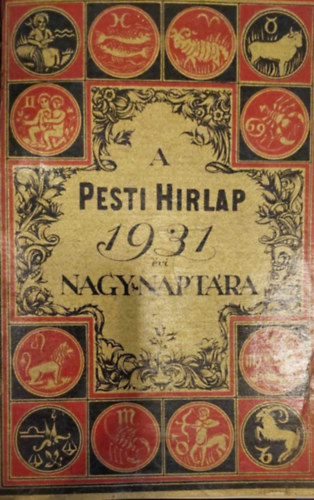 A
PESTI HIRLAP
1931
évi
NAGY-NAPTÁRA